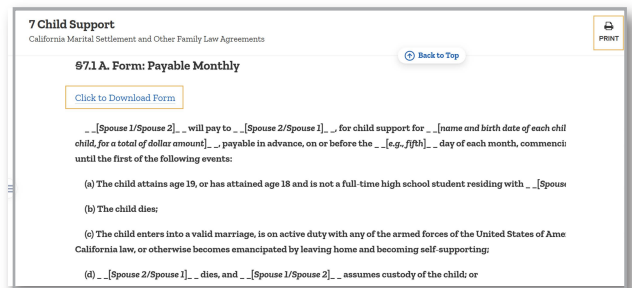 7 Child Support
California Marital Settlement and Other Family Law Agreements
PRINT
Back to Top
§7.1 A. Form: Payable Monthly
Click to Download Form
_ _[Spouse 1/Spouse 2]_ _ will pay to _ _[Spouse 2/Spouse 1]_ _, for child support for _ _[name and birth date of each
child, for a total of dollar amount]_ _, payable in advance, on or before the _ _[e.g., fifth]_ _ day of each month,
until the first of the following events:
(a) The child attains age 19, or has attained age 18 and is not a full-time high school student residing with _ _
(b) The child dies;
(c) The child enters into a valid marriage, is on active duty with any of the armed forces of the United States of
California law, or otherwise becomes emancipated by leaving home and becoming self-supporting;
(d) _ _[Spouse 2/Spouse 1]_ _ dies, and _ _[Spouse 1/Spouse 2]_ _ assumes custody of the child; or